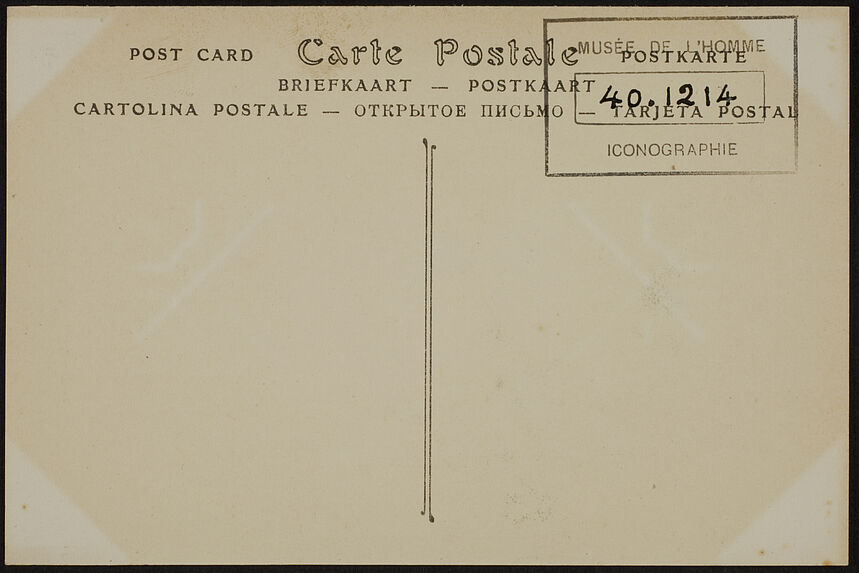 POST CARD Carte Postale POSTKARTE
BRIEFKAART — POSTKAART
CARTOLINA POSTALE — ОТКРЫТОЕ ПИСЬМО — TARJETA POSTAL
MUSÉE DE L'HOMME
40.1214
ICONOGRAPHIE